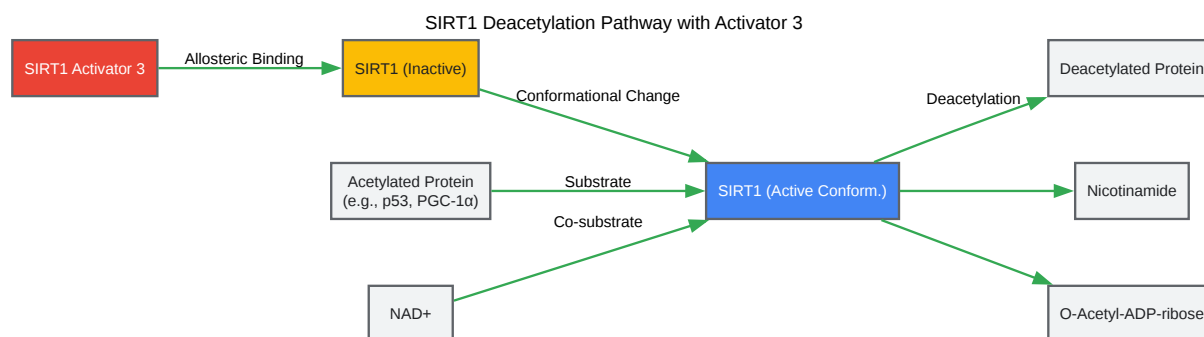 SIRT1 Deacetylation Pathway with Activator 3
SIRT1 Activator 3
Allosteric Binding
SIRT1 (Inactive)
Conformational Change
Deacetylation
Deacetylated Protein
Acetylated Protein
(e.g., p53, PGC-1α)
Substrate
SIRT1 (Active Conform.)
Nicotinamide
Co-substrate
NAD+
O-Acetyl-ADP-ribose